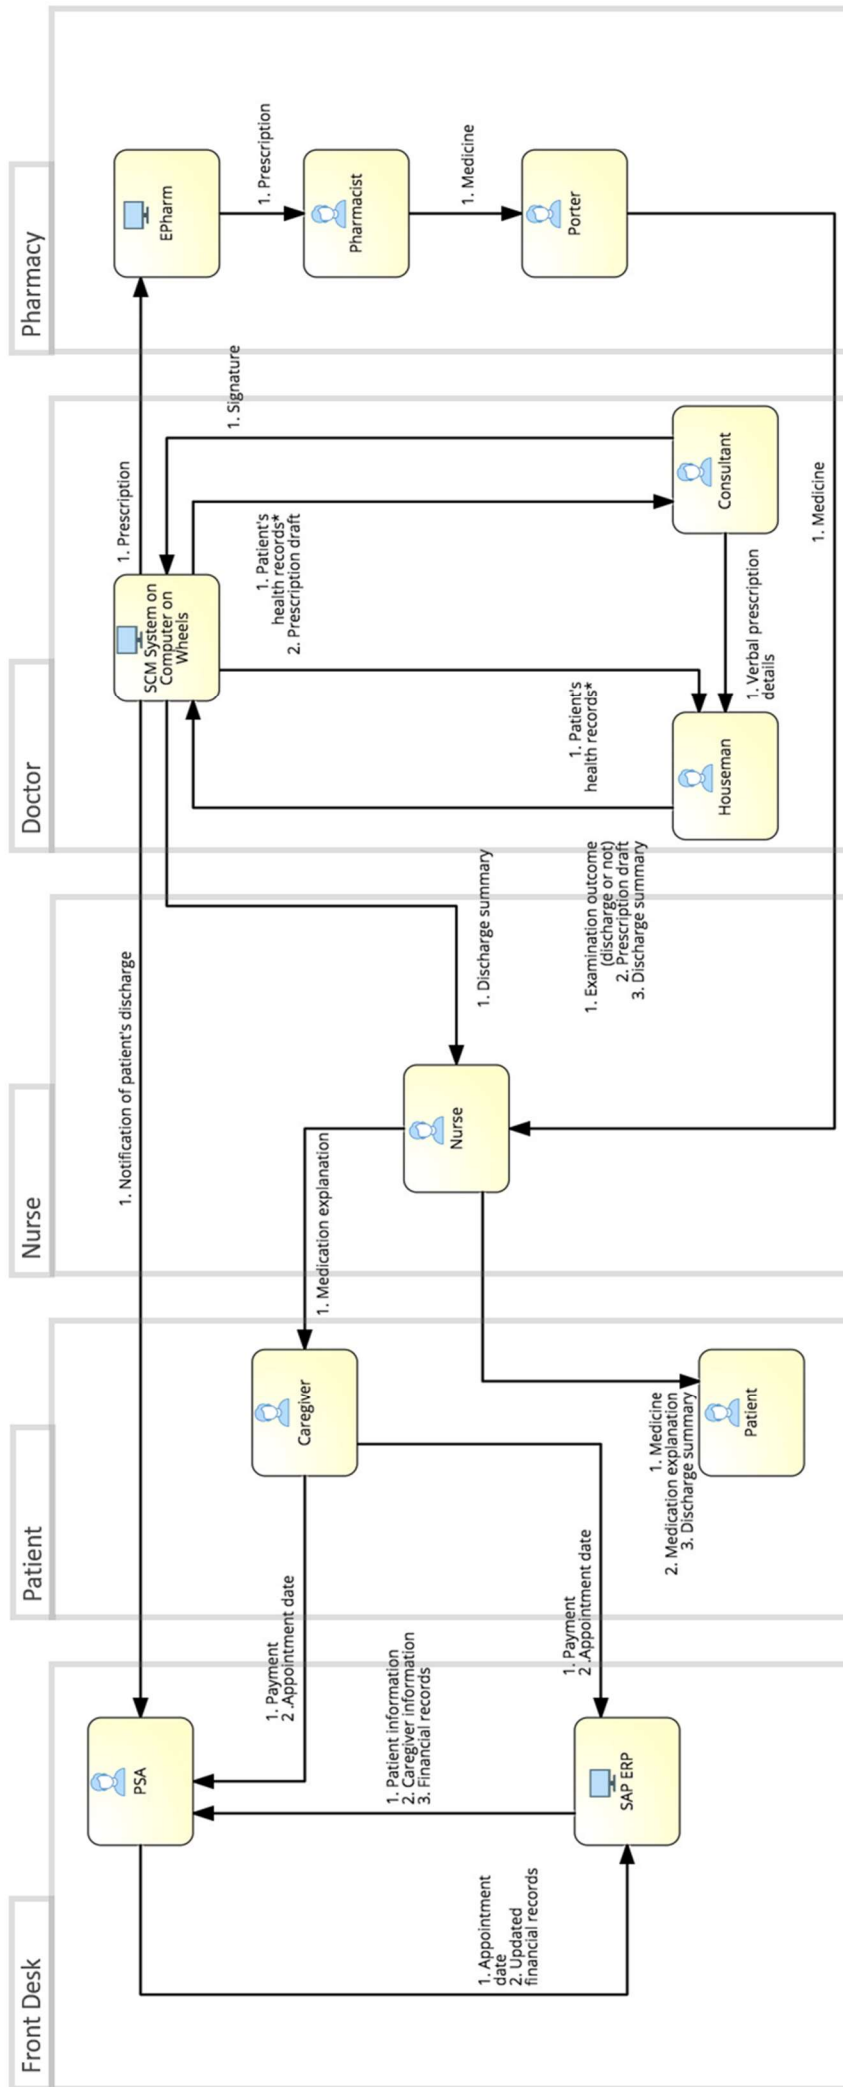 Front Desk
Patient
Nurse
Doctor
Pharmacy
PSA
1. Notification of patient's discharge
SCM System on
Computer on
Wheels
1. Prescription
EPharm
1. Prescription
Pharmacist
1. Medicine
Porter
1. Signature
1. Patient's
health records*
2. Prescription draft
Consultant
1. Verbal prescription
details
1. Patient's
health records*
Houseman
1. Examination outcome
(discharge or not)
2. Prescription draft
3. Discharge summary
1. Discharge summary
1. Medicine
Nurse
1. Medication explanation
Caregiver
1. Medicine
2. Medication explanation
3. Discharge summary
Patient
1. Payment
2 .Appointment date
1. Payment
2 .Appointment date
1. Patient information
2. Caregiver information
3. Financial records
SAP ERP
1. Appointment
date
2. Updated
financial records